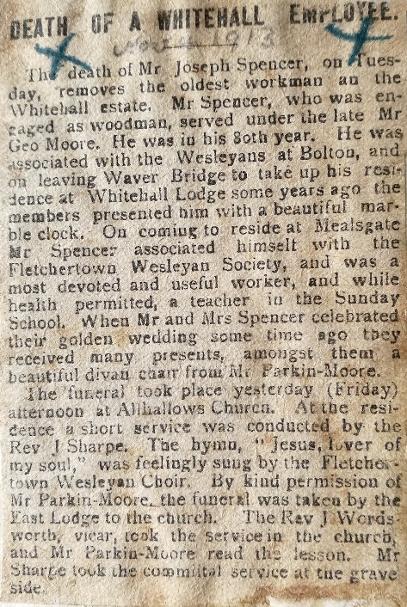 DEATH OF A WHITEHALL EMPLOYEE.
1913
The death of Mr Joseph Spencer, on Tues-
day, removes the oldest workman an the
Whitehall estate. Mr Spencer, who was en-
gaged as woodman, served under the late Mr
Geo Moore. He was in his 80th year. He was
associated with the Wesleyans at Bolton, and
on leaving Waver Bridge to take up his resi-
dence at Whitehall Lodge some years ago the
members presented him with a beautiful mar-
ble clock. On coming to reside at Mealsgate
Mr Spencer associated himself with the
Fletchertown Wesleyan Society, and was a
most devoted and useful worker, and while
health permitted, a teacher in the Sunday
School. When Mr and Mrs Spencer celebrated
their golden wedding some time ago they
received many presents, amongst them a
beautiful divan chair from Mr Parkin-Moore.
The funeral took place yesterday (Friday)
afternoon at Allhallows Church. At the resi-
dence a short service was conducted by the
Rev J Sharpe. The hymn, "Jesus, lover of
my soul," was feelingly sung by the Fletcher-
town Wesleyan Choir. By kind permission of
Mr Parkin-Moore, the funeral was taken by the
East Lodge to the church. The Rev J Words-
worth, vicar, took the service in the church,
and Mr Parkin-Moore read the lesson. Mr
Sharpe took the committal service at the grave
side.